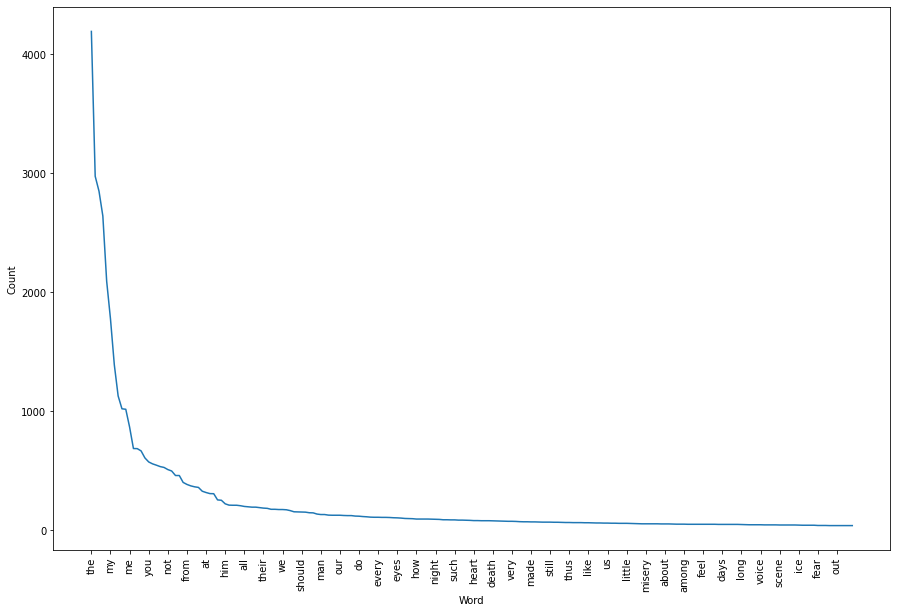 4000
3000
2000
1000
0
Count
the my me you not from at him all their we should man our do every eyes how night such heart death very made still thus like us little misery about among feel days long voice scene ice fear out
Word